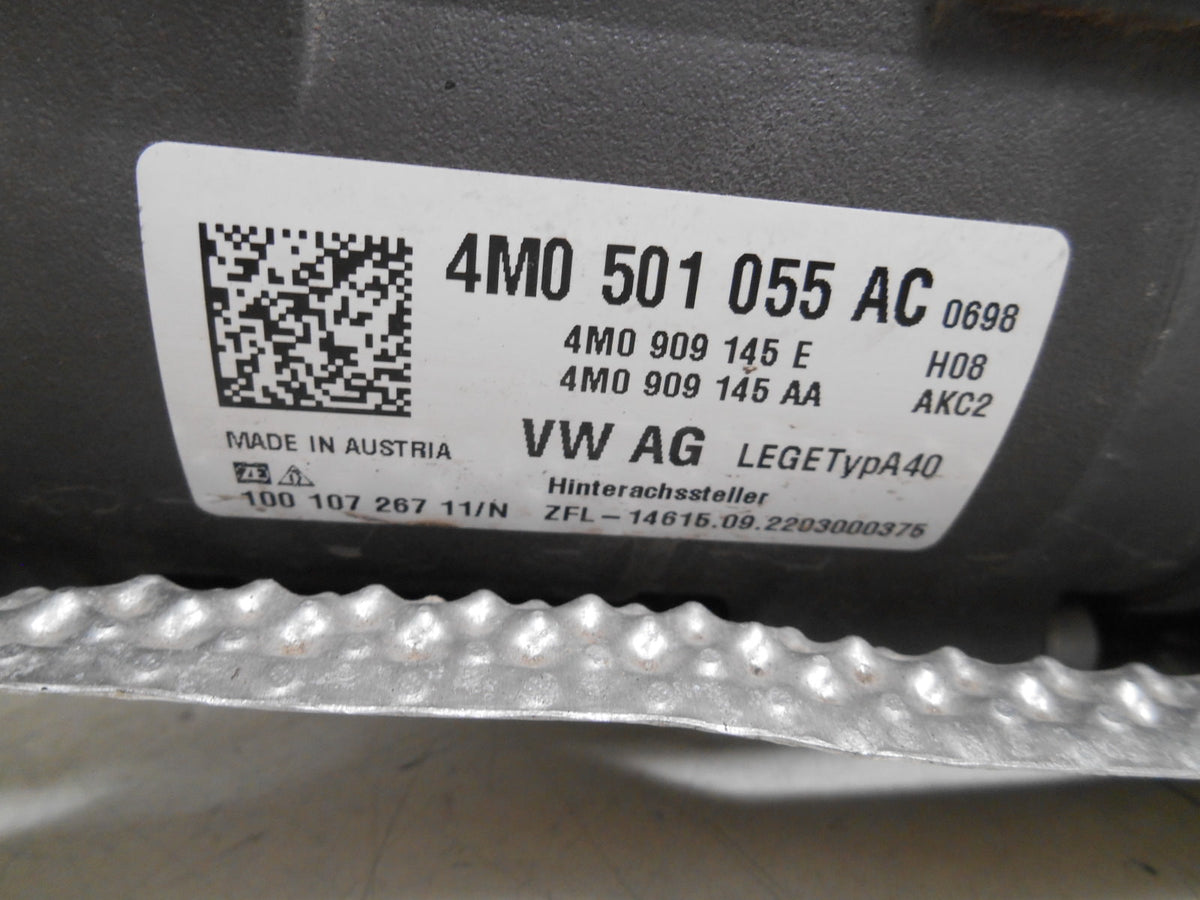 4M0 501 055 AC 0698
4M0 909 145 E H08
4M0 909 145 AA AKC2
MADE IN AUSTRIA VW AG LEGETypA40
ZF
Hinterachssteller
100 107 267 11/N ZFL-14615.09.2203000375